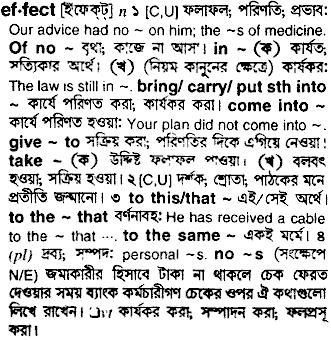 ef·fect [ইফেক্‌ট্‌] n ১ [C,U] ফলাফল; পরিণতি; প্রভাব:
Our advice had no ~ on him; the ~s of medicine.
Of no ~ বৃথা; কাজে না আসা। in ~ (ক) কার্যত;
সত্যিকার অর্থে। (খ) (নিয়ম কানুনের ক্ষেত্রে) কার্যকর:
The law is still in ~. bring/ carry/ put sth into
~ কার্যে পরিণত করা; কার্যকর করা। come into ~
কার্যে পরিণত হওয়া: Your plan did not come into ~.
give ~ to সক্রিয় করা; পরিণতির দিকে এগিয়ে নেওয়া!
take ~ (ক) উদ্দিষ্ট ফলাফল পাওয়া। (খ) বলবৎ
হওয়া; সক্রিয় হওয়া। ২ [C,U] দর্শক, শ্রোতা; পাঠকের মনে
প্রতীতি জন্মানো। ৩ to this/that ~ এই/সেই অর্থে।
to the ~ that বর্ণনাবহ: He has received a cable
to the ~ that .... to the same ~ একই মর্মে। ৪
(pl) দ্রব্য; সম্পদ: personal ~s. no ~s (সংক্ষেপে
N/E) জমাকারীর হিসাবে টাকা না থাকলে চেক ফেরত
দেওয়ার সময় ব্যাংক কর্মচারীগণ চেকের ওপর ঐ কথাগুলো
লিখে রাখেন। □vt কার্যকর করা; সম্পাদন করা; ফলপ্রসূ
করা।